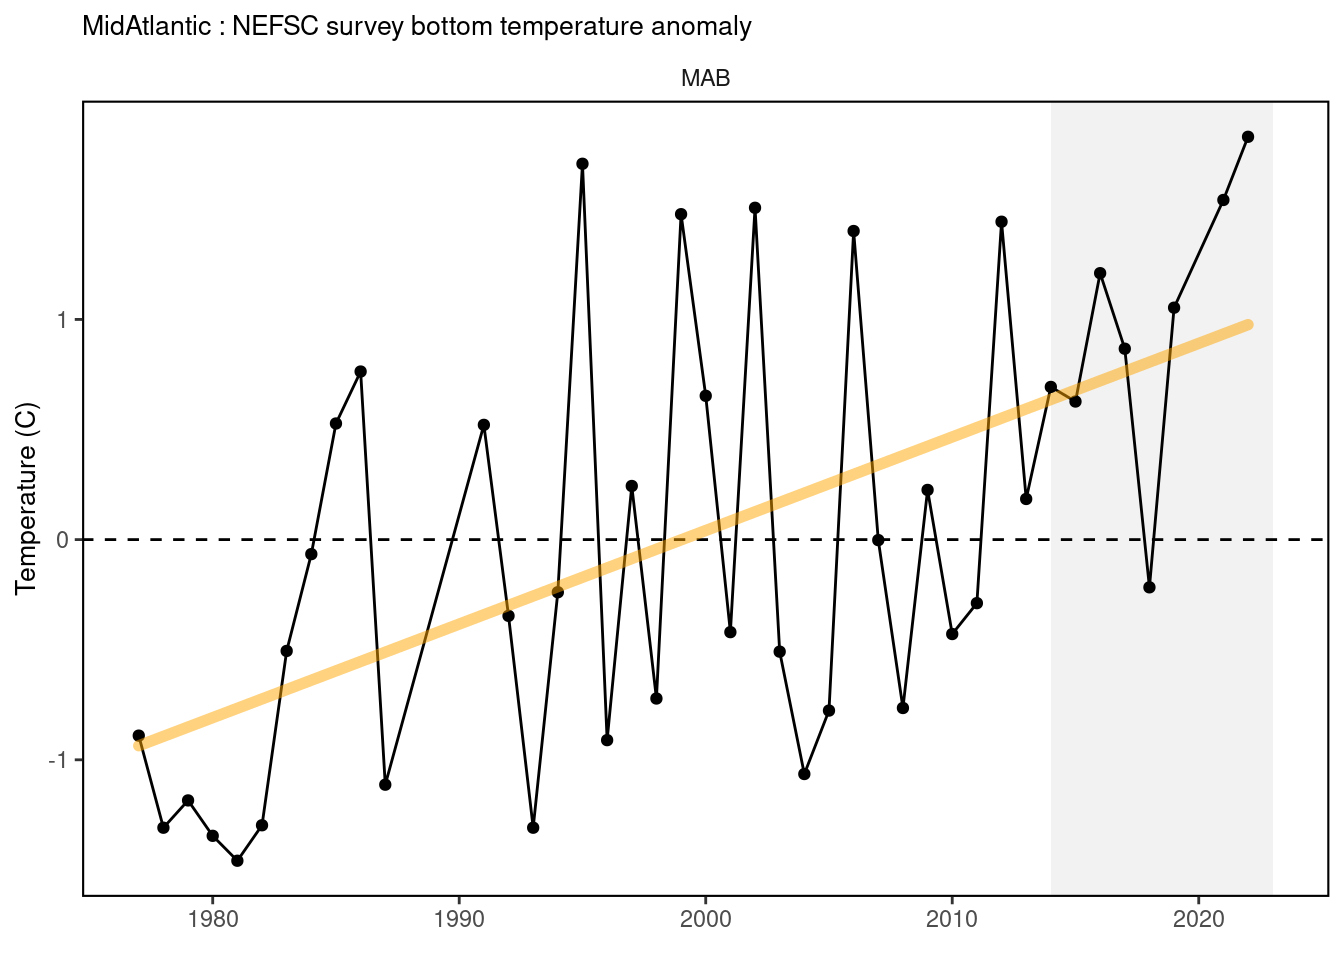 MidAtlantic : NEFSC survey bottom temperature anomaly
MAB
Temperature (C)
1
0
-1
1980 1990 2000 2010 2020